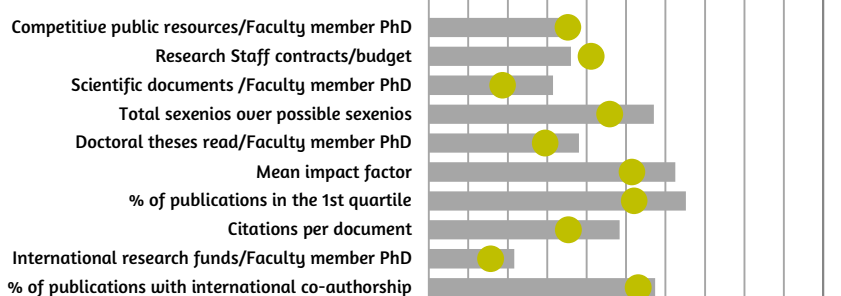 Competitive public resources/Faculty member PhD
Research Staff contracts/budget
Scientific documents /Faculty member PhD
Total sexenios over possible sexenios
Doctoral theses read/Faculty member PhD
Mean impact factor
% of publications in the 1st quartile
Citations per document
International research funds/Faculty member PhD
% of publications with international co-authorship